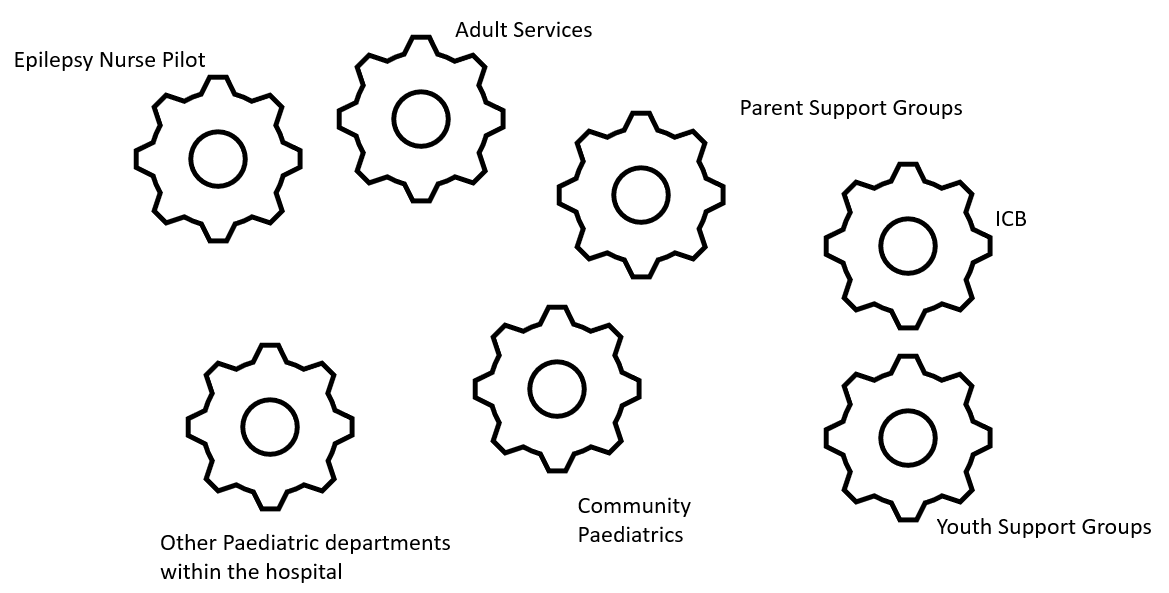 Adult Services
Epilepsy Nurse Pilot
Parent Support Groups
ICB
Community
Paediatrics
Youth Support Groups
Other Paediatric departments
within the hospital